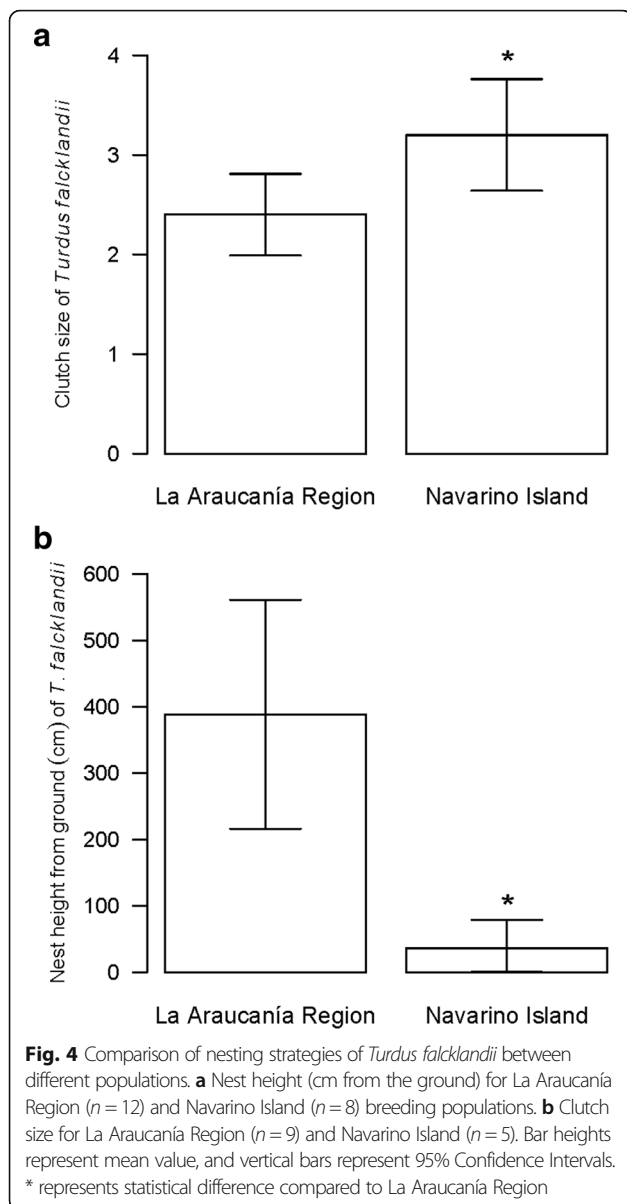 a
Clutch size of Turdus falcklandii
4
3
2
1
0
*
La Araucanía Region Navarino Island
b
Nest height from ground (cm) of T. falcklandii
600
500
400
300
200
100
0
*
La Araucanía Region Navarino Island
Fig. 4 Comparison of nesting strategies of Turdus falcklandii between
different populations. a Nest height (cm from the ground) for La Araucanía
Region (n = 12) and Navarino Island (n = 8) breeding populations. b Clutch
size for La Araucanía Region (n = 9) and Navarino Island (n = 5). Bar heights
represent mean value, and vertical bars represent 95% Confidence Intervals.
* represents statistical difference compared to La Araucanía Region